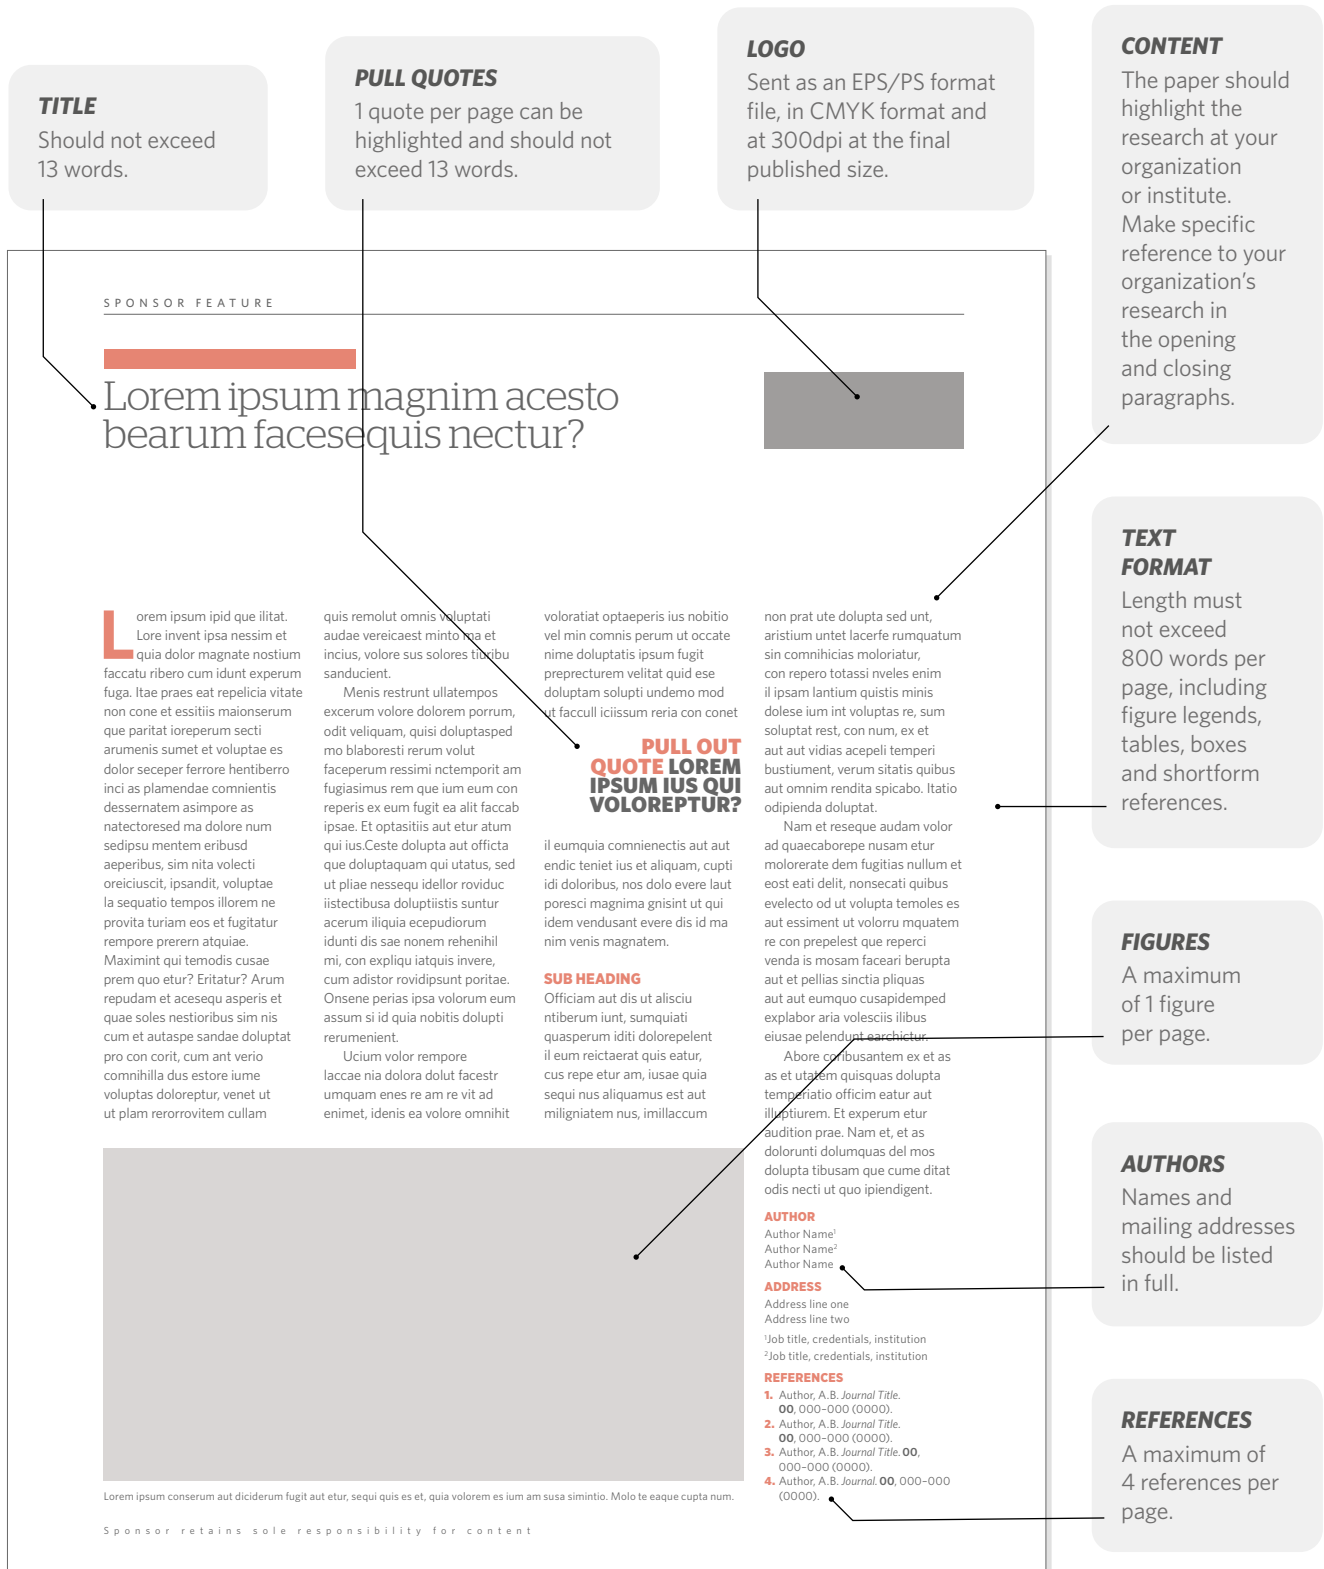 TITLE
Should not exceed
13 words.
PULL QUOTES
1 quote per page can be
highlighted and should not
exceed 13 words.
LOGO
Sent as an EPS/PS format
file, in CMYK format and
at 300dpi at the final
published size.
CONTENT
The paper should
highlight the
research at your
organization
or institute.
Make specific
reference to your
organization's
research in
the opening
and closing
paragraphs.
SPONSOR FEATURE
Lorem ipsum magnim acesto
bearum facesequis nectur?
TEXT
FORMAT
Length must
not exceed
800 words per
page, including
figure legends,
tables, boxes
and shortform
references.
Lorem ipsum ipid que ilitat.
Lore invent ipsa nessim et
quia dolor magnate nostium
faccatu ribero cum idunt experum
fuga. Itae praes eat repelicia vitate
non cone et essitiis maionserum
que paritat ioreperum secti
arumenis sumet et voluptae es
dolor seceper ferrore hentiberro
inci as plamendae comnientis
dessernatem asimpore as
natectoresed ma dolore num
sedipsu mentem eribusd
aeperibus, sim nita volecti
oreiciuscit, ipsandit, voluptae
la sequatio tempos illorem ne
provita turiam eos et fugitatur
rempore prerern atquiae.
Maximint qui temodis cusae
prem quo etur? Eritatur? Arum
repudam et acesequ asperis et
quae soles nestioribus sim nis
cum et autaspe sandae doluptat
pro con corit, cum ant verio
comnihilla dus estore iume
voluptas doloreptur, venet ut
ut plam rerorrovitem cullam
quis remolut omnis voluptati
audae vereicaest minto ma et
incius, volore sus solores tiuribu
sanducient.
Menis restrunt ullatempos
excerum volore dolorem porrum,
odit veliquam, quisi doluptasped
mo blaboresti rerum volut
faceperum ressimi nctemporit am
fugiasimus rem que ium eum con
reperis ex eum fugit ea alit faccab
ipsae. Et optasitiis aut etur atum
qui ius.Ceste dolupta aut officta
que doluptaquam qui utatus, sed
ut pliae nessequ idellor roviduc
iistectibusa doluptiistis suntur
acerum iliquia ecepudiorum
idunti dis sae nonem rehenihil
mi, con expliqu iatquis invere,
cum adistor rovidipsunt poritae.
Onsene perias ipsa volorum eum
assum si id quia nobitis dolupti
rerumenient.
Ucium volor rempore
laccae nia dolora dolut facestr
umquam enes re am re vit ad
enimet, idenis ea volore omnihit
voloratiat optaeperis ius nobitio
vel min comnis perum ut occate
nime doluptatis ipsum fugit
preprecturem velitat quid ese
doluptam solupti undemo mod
ut faccull iciissum reria con conet
PULL OUT
QUOTE LOREM
IPSUM IUS QUI
VOLOREPTUR?
il eumquia comnienectis aut aut
endic teniet ius et aliquam, cupti
idi doloribus, nos dolo evere laut
poresci magnima gnisint ut qui
idem vendusant evere dis id ma
nim venis magnatem.
SUB HEADING
Officiam aut dis ut alisciu
ntiberum iunt, sumquiati
quasperum iditi dolorepelent
il eum reictaerat quis eatur,
cus repe etur am, iusae quia
sequi nus aliquamus est aut
miligniatem nus, imillaccum
non prat ute dolupta sed unt,
aristium untet lacerfe rumquatum
sin comnihicias moloriatur,
con repero totassi nveles enim
il ipsam lantium quistis minis
dolese ium int voluptas re, sum
soluptat rest, con num, ex et
aut aut vidias acepeli temperi
bustiument, verum sitatis quibus
aut omnim rendita spicabo. Itatio
odipienda doluptat.
Nam et reseque audam volor
ad quaecaborepe nusam etur
molorerate dem fugitias nullum et
eost eati delit, nonsecati quibus
evelecto od ut volupta temoles es
aut essiment ut volorru mquatem
re con prepelest que reperci
venda is mosam faceari berupta
aut et pellias sinctia pliquas
aut aut eumquo cusapidemped
explabor aria volesciis ilibus
eiusae pelendunt earchictur.
Abore coribusantem ex et as
as et utatem quisquas dolupta
temperiatio officim eatur aut
illuptiurem. Et experum etur
audition prae. Nam et, et as
dolorunti dolumquas del mos
dolupta tibusam que cume ditat
odis necti ut quo ipiendigent.
FIGURES
A maximum
of 1 figure
per page.
AUTHORS
Names and
mailing addresses
should be listed
in full.
AUTHOR
Author Name¹
Author Name²
Author Name
ADDRESS
Address line one
Address line two
¹Job title, credentials, institution
²Job title, credentials, institution
REFERENCES
1. Author, A.B. Journal Title.
00, 000–000 (0000).
2. Author, A.B. Journal Title.
00, 000–000 (0000).
3. Author, A.B. Journal Title. 00,
000–000 (0000).
4. Author, A.B. Journal. 00, 000–000
(0000).
REFERENCES
A maximum of
4 references per
page.
Lorem ipsum conserum aut diciderum fugit aut etur, sequi quis es et, quia volorem es ium am susa simintio. Molo te eaque cupta num.
Sponsor retains sole responsibility for content